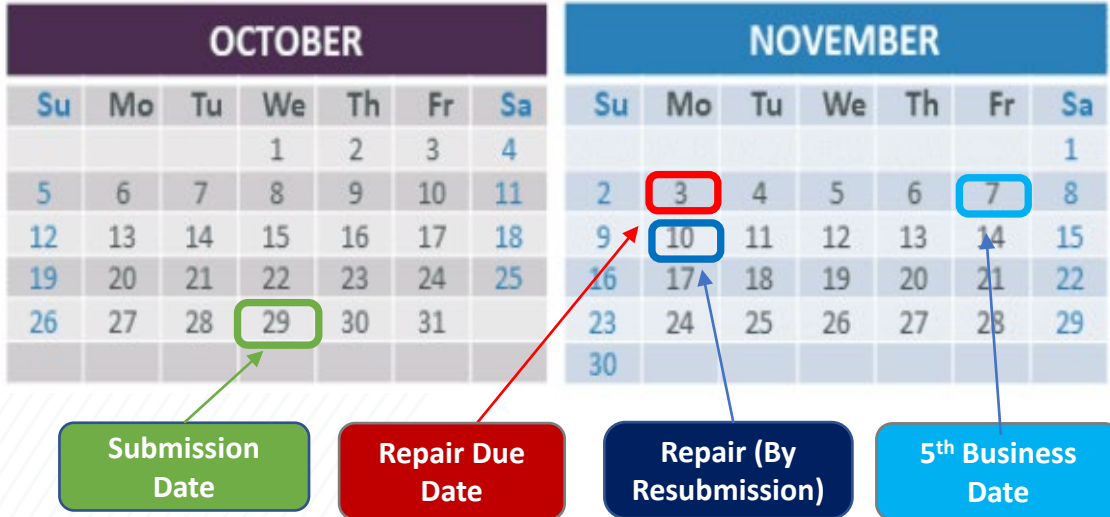 OCTOBER
Su Mo Tu We Th Fr Sa
1 2 3 4
5 6 7 8 9 10 11
12 13 14 15 16 17 18
19 20 21 22 23 24 25
26 27 28 29 30 31
NOVEMBER
Su Mo Tu We Th Fr Sa
1
2 3 4 5 6 7 8
9 10 11 12 13 14 15
16 17 18 19 20 21 22
23 24 25 26 27 28 29
30
Submission
Date
Repair Due
Date
Repair (By
Resubmission)
5th Business
Date